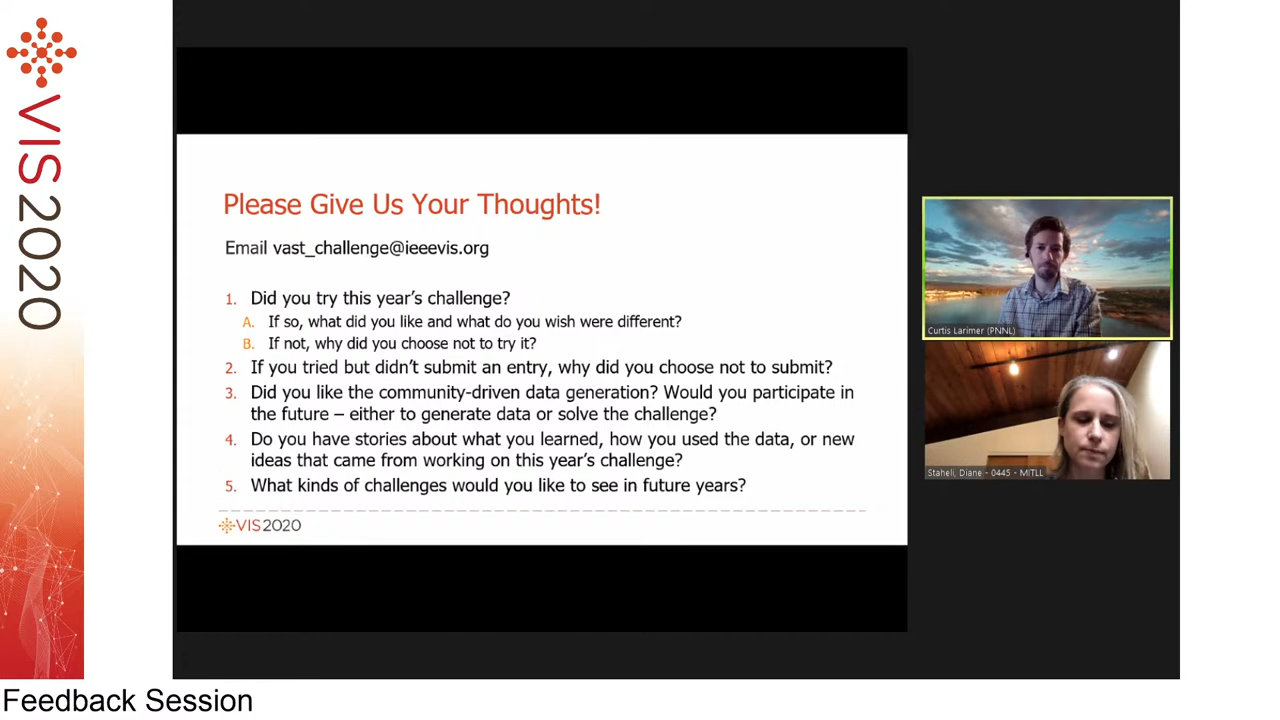 VIS2020
Please Give Us Your Thoughts!
Email vast_challenge@ieeevis.org
1. Did you try this year's challenge?
A. If so, what did you like and what do you wish were different?
B. If not, why did you choose not to try it?
2. If you tried but didn't submit an entry, why did you choose not to submit?
3. Did you like the community-driven data generation? Would you participate in
the future – either to generate data or solve the challenge?
4. Do you have stories about what you learned, how you used the data, or new
ideas that came from working on this year's challenge?
5. What kinds of challenges would you like to see in future years?
VIS2020
Curtis Larimer (PNNL)
Staheli, Diane - 0445 - MITLL
Feedback Session